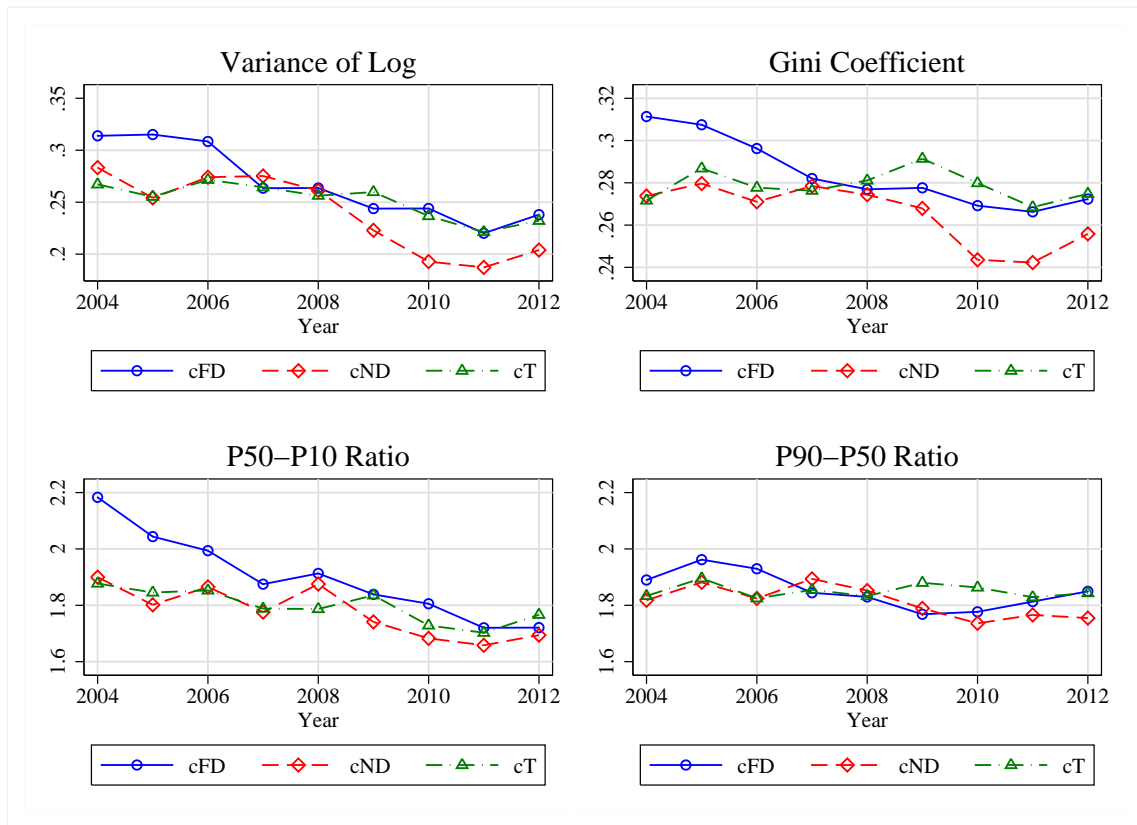 Variance of Log
.35
.3
.25
.2
2004 2006 2008 2010 2012
Year
cFD cND cT
Gini Coefficient
.32
.3
.28
.26
.24
2004 2006 2008 2010 2012
Year
cFD cND cT
P50–P10 Ratio
2.2
2
1.8
1.6
2004 2006 2008 2010 2012
Year
cFD cND cT
P90–P50 Ratio
2.2
2
1.8
1.6
2004 2006 2008 2010 2012
Year
cFD cND cT